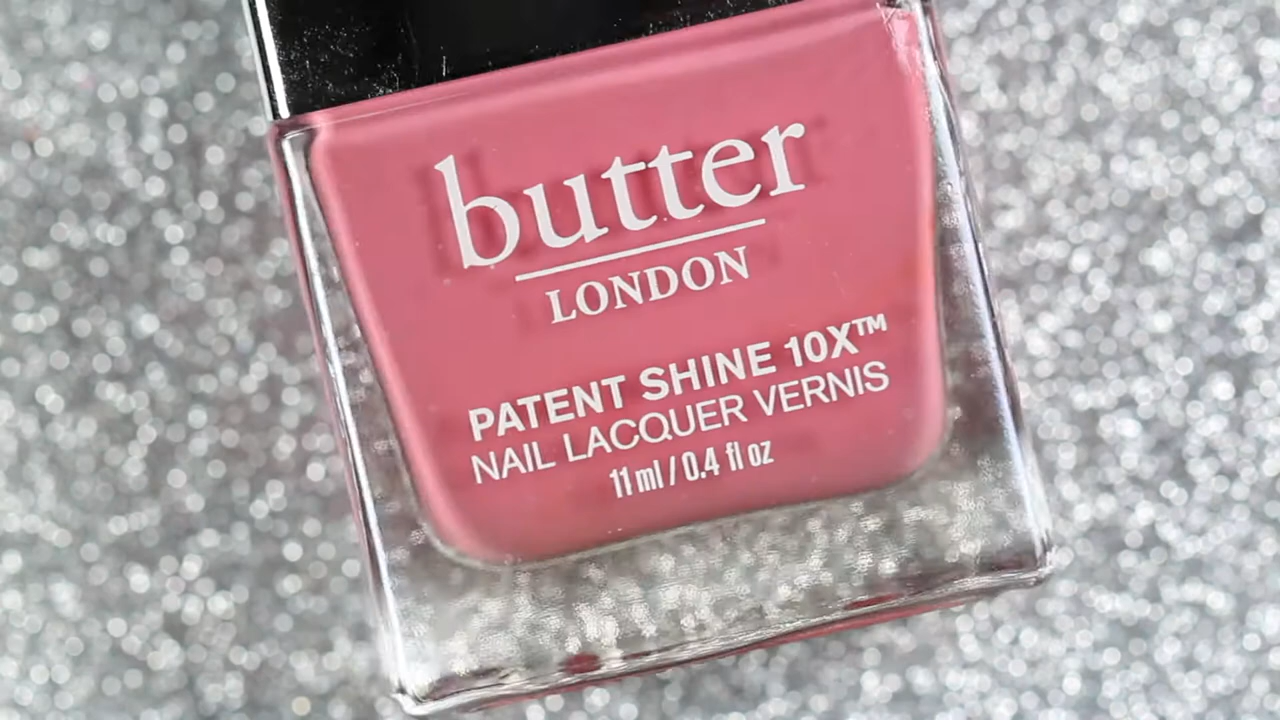 butter
LONDON
PATENT SHINE 10X™
NAIL LACQUER VERNIS
11 ml / 0.4 fl oz